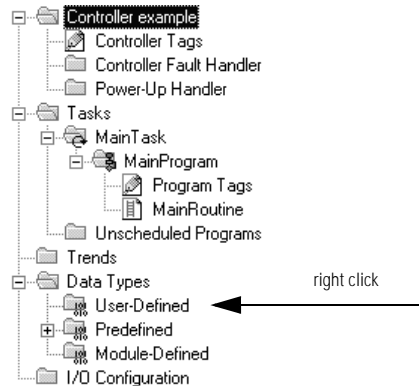 Controller example
Controller Tags
Controller Fault Handler
Power-Up Handler
Tasks
MainTask
MainProgram
Program Tags
MainRoutine
Unscheduled Programs
Trends
Data Types
User-Defined
right click
Predefined
Module-Defined
I/O Configuration